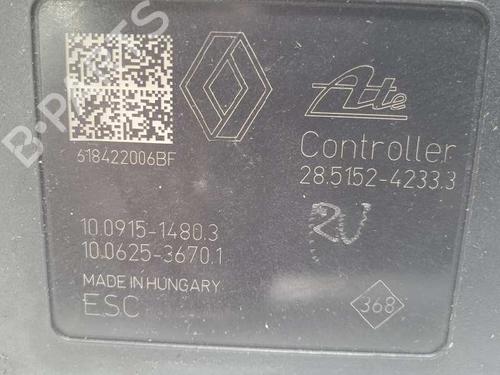 Ate
618422006BF
Controller
28.5152-4233.3
10.0915-1480.3
10.0625-3670.1
MADE IN HUNGARY
ESC
368
B-PARTS